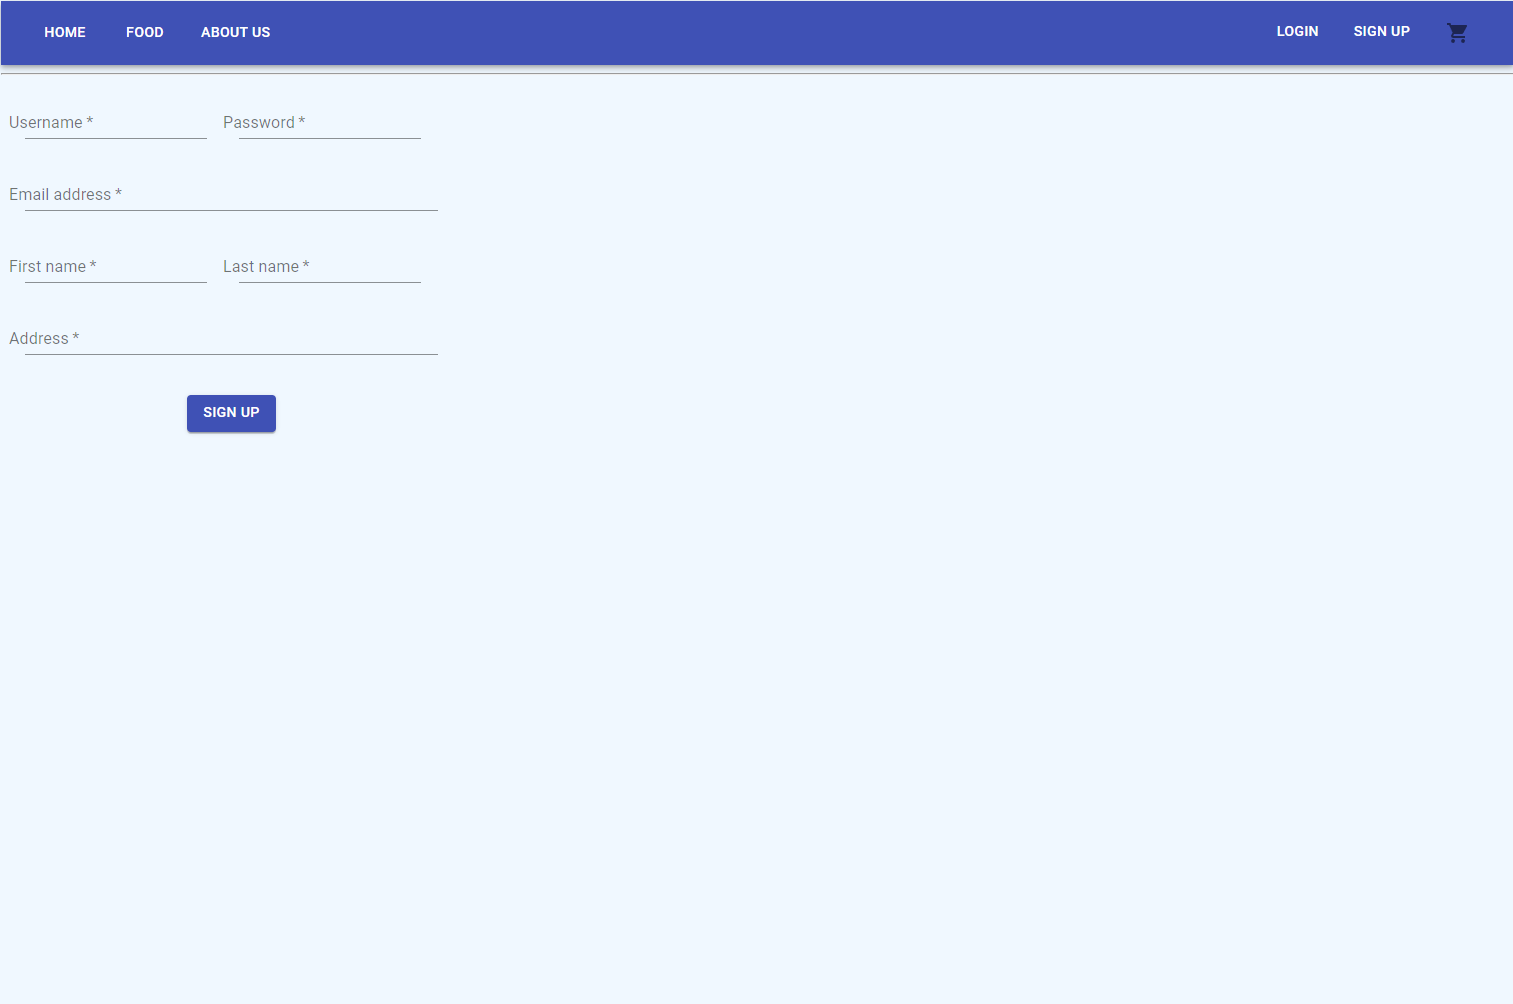 HOME FOOD ABOUT US LOGIN SIGN UP
Username * Password *
Email address *
First name * Last name *
Address *
SIGN UP